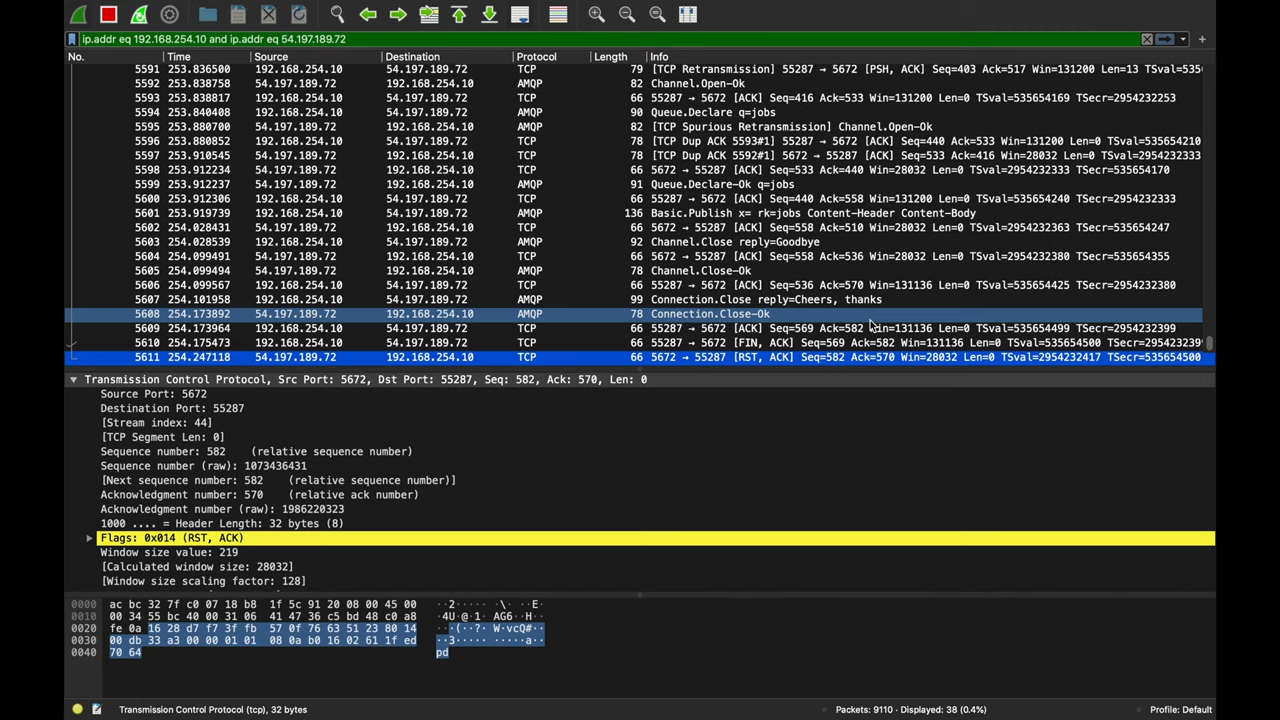 ip.addr eq 192.168.254.10 and ip.addr eq 54.197.189.72
No. Time Source Destination Protocol Length Info
5591 253.836500 192.168.254.10 54.197.189.72 TCP 79 [TCP Retransmission] 55287 → 5672 [PSH, ACK] Seq=403 Ack=517 Win=131200 Len=13 TSval=535
5592 253.838758 54.197.189.72 192.168.254.10 AMQP 82 Channel.Open-Ok
5593 253.838817 192.168.254.10 54.197.189.72 TCP 66 55287 → 5672 [ACK] Seq=416 Ack=533 Win=131200 Len=0 TSval=535654169 TSecr=2954232253
5594 253.840408 192.168.254.10 54.197.189.72 AMQP 90 Queue.Declare q=jobs
5595 253.880700 54.197.189.72 192.168.254.10 AMQP 82 [TCP Spurious Retransmission] Channel.Open-Ok
5596 253.880852 192.168.254.10 54.197.189.72 TCP 78 [TCP Dup ACK 5593#1] 55287 → 5672 [ACK] Seq=440 Ack=533 Win=131200 Len=0 TSval=535654210
5597 253.910545 54.197.189.72 192.168.254.10 TCP 78 [TCP Dup ACK 5592#1] 5672 → 55287 [ACK] Seq=533 Ack=416 Win=28032 Len=0 TSval=2954232333
5598 253.912234 54.197.189.72 192.168.254.10 TCP 66 5672 → 55287 [ACK] Seq=533 Ack=440 Win=28032 Len=0 TSval=2954232333 TSecr=535654170
5599 253.912237 54.197.189.72 192.168.254.10 AMQP 91 Queue.Declare-Ok q=jobs
5600 253.912306 192.168.254.10 54.197.189.72 TCP 66 55287 → 5672 [ACK] Seq=440 Ack=558 Win=131200 Len=0 TSval=535654240 TSecr=2954232333
5601 253.919739 192.168.254.10 54.197.189.72 AMQP 136 Basic.Publish x= rk=jobs Content-Header Content-Body
5602 254.028431 54.197.189.72 192.168.254.10 TCP 66 5672 → 55287 [ACK] Seq=558 Ack=510 Win=28032 Len=0 TSval=2954232363 TSecr=535654247
5603 254.028539 192.168.254.10 54.197.189.72 AMQP 92 Channel.Close reply=Goodbye
5604 254.099491 54.197.189.72 192.168.254.10 TCP 66 5672 → 55287 [ACK] Seq=558 Ack=536 Win=28032 Len=0 TSval=2954232380 TSecr=535654355
5605 254.099494 54.197.189.72 192.168.254.10 AMQP 78 Channel.Close-Ok
5606 254.099567 192.168.254.10 54.197.189.72 TCP 66 55287 → 5672 [ACK] Seq=536 Ack=570 Win=131136 Len=0 TSval=535654425 TSecr=2954232380
5607 254.101958 192.168.254.10 54.197.189.72 AMQP 99 Connection.Close reply=Cheers, thanks
5608 254.173892 54.197.189.72 192.168.254.10 AMQP 78 Connection.Close-Ok
5609 254.173964 192.168.254.10 54.197.189.72 TCP 66 55287 → 5672 [ACK] Seq=569 Ack=582 Win=131136 Len=0 TSval=535654499 TSecr=2954232399
5610 254.175473 192.168.254.10 54.197.189.72 TCP 66 55287 → 5672 [FIN, ACK] Seq=569 Ack=582 Win=131136 Len=0 TSval=535654500 TSecr=295423239
5611 254.247118 54.197.189.72 192.168.254.10 TCP 66 5672 → 55287 [RST, ACK] Seq=582 Ack=570 Win=28032 Len=0 TSval=2954232417 TSecr=535654500
Transmission Control Protocol, Src Port: 5672, Dst Port: 55287, Seq: 582, Ack: 570, Len: 0
Source Port: 5672
Destination Port: 55287
[Stream index: 44]
[TCP Segment Len: 0]
Sequence number: 582 (relative sequence number)
Sequence number (raw): 1073436431
[Next sequence number: 582 (relative sequence number)]
Acknowledgment number: 570 (relative ack number)
Acknowledgment number (raw): 1986220323
1000 .... = Header Length: 32 bytes (8)
Flags: 0x014 (RST, ACK)
Window size value: 219
[Calculated window size: 28032]
[Window size scaling factor: 128]
0000 ac bc 32 7f c0 07 18 b8 1f 5c 91 20 08 00 45 00 ··2····· ·\· ··E·
0010 00 34 55 bc 40 00 31 06 41 47 36 c5 bd 48 c0 a8 ·4U·@·1· AG6··H··
0020 fe 0a 16 28 d7 f7 3f fb 57 0f 76 63 51 23 80 14 ···(··?· W·vcQ#··
0030 00 db 33 a3 00 00 01 01 08 0a b0 16 02 61 1f ed ··3····· ·····a··
0040 70 64 pd
Transmission Control Protocol (tcp), 32 bytes
Packets: 9110 · Displayed: 38 (0.4%)
Profile: Default